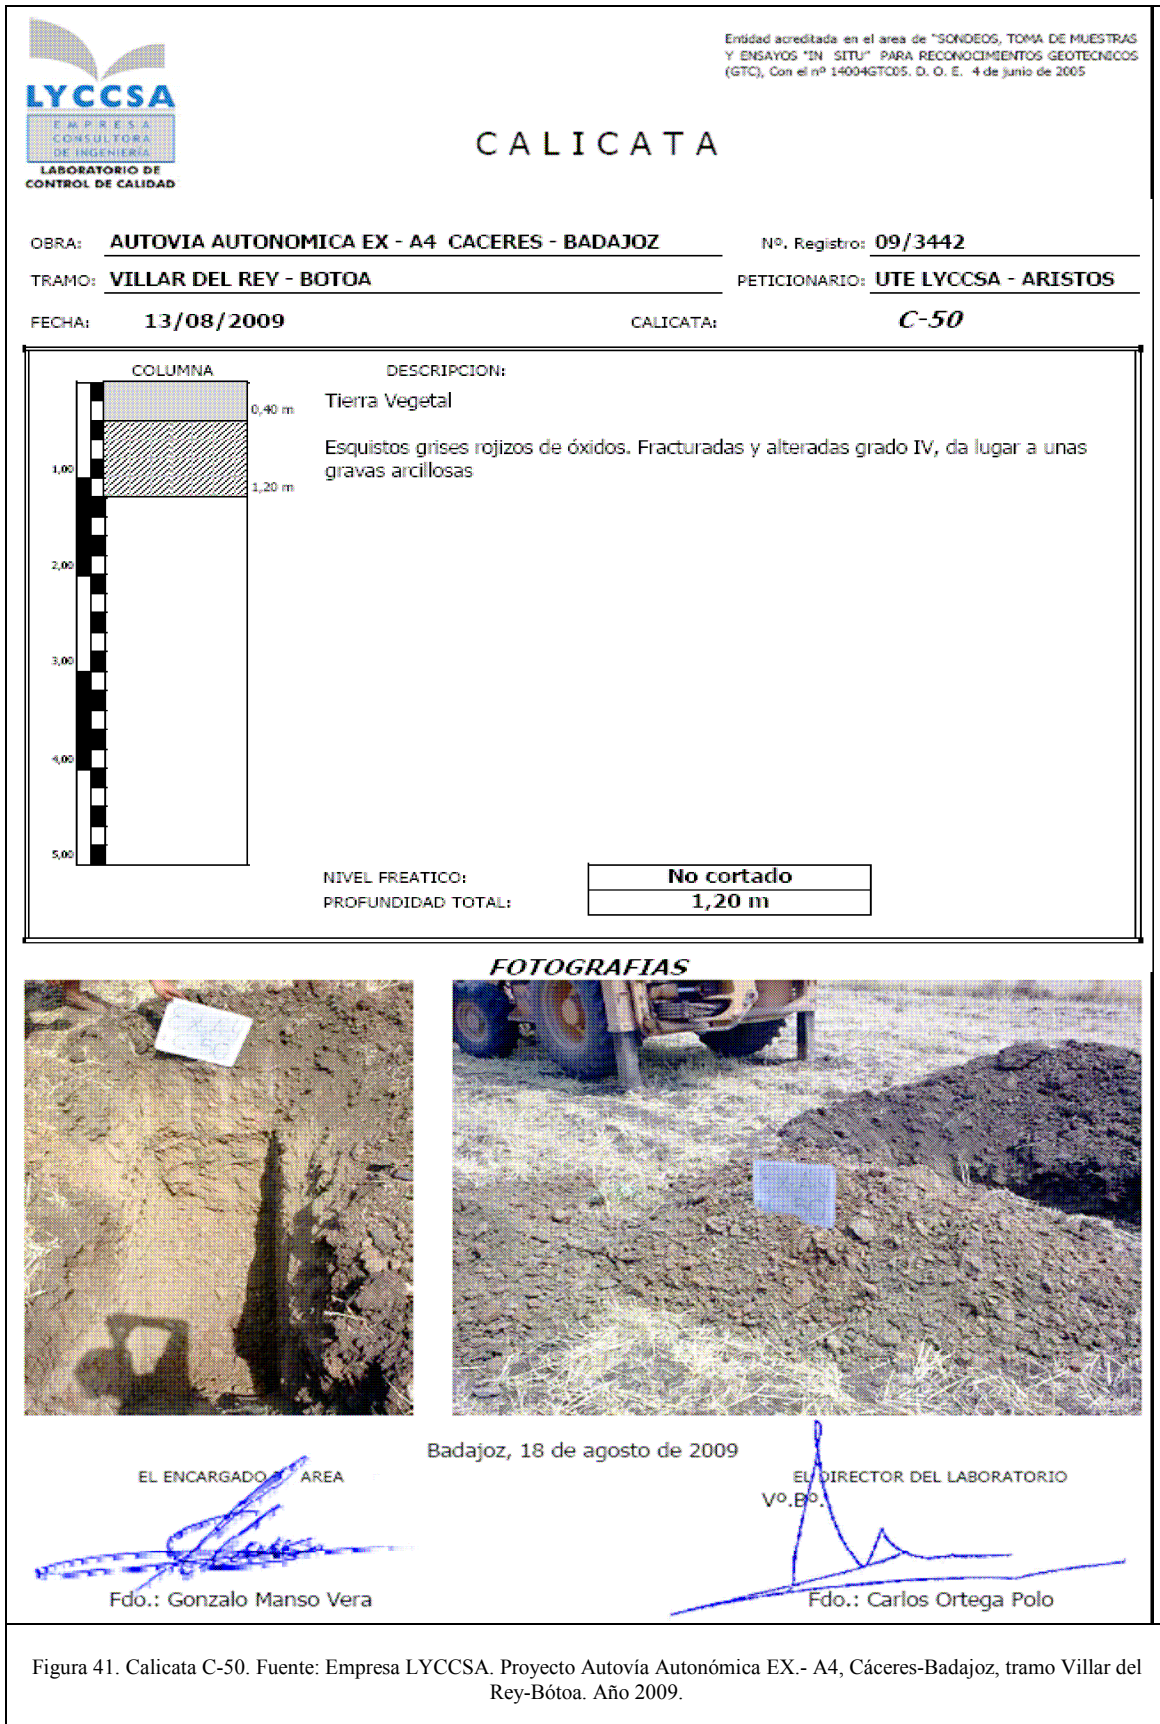 LYCCSA
EMPRESA
CONSULTORA
DE INGENIERIA
LABORATORIO DE
CONTROL DE CALIDAD
Entidad acreditada en el area de "SONDEOS, TOMA DE MUESTRAS
Y ENSAYOS "IN SITU" PARA RECONOCIMIENTOS GEOTECNICOS
(GTC), Con el nº 14004GTC05. D. O. E. 4 de junio de 2005
CALICATA
OBRA: AUTOVIA AUTONOMICA EX - A4 CACERES - BADAJOZ Nº. Registro: 09/3442
TRAMO: VILLAR DEL REY - BOTOA PETICIONARIO: UTE LYCCSA - ARISTOS
FECHA: 13/08/2009 CALICATA: C-50
COLUMNA DESCRIPCION:
0,40 m Tierra Vegetal
Esquistos grises rojizos de óxidos. Fracturadas y alteradas grado IV, da lugar a unas
gravas arcillosas
1,00
1,20 m
2,00
3,00
4,00
5,00
NIVEL FREATICO: No cortado
PROFUNDIDAD TOTAL: 1,20 m
FOTOGRAFIAS
Badajoz, 18 de agosto de 2009
EL ENCARGADO AREA EL DIRECTOR DEL LABORATORIO
Vº.Bº.
Fdo.: Gonzalo Manso Vera Fdo.: Carlos Ortega Polo
Figura 41. Calicata C-50. Fuente: Empresa LYCCSA. Proyecto Autovía Autonómica EX.- A4, Cáceres-Badajoz, tramo Villar del
Rey-Bótoa. Año 2009.